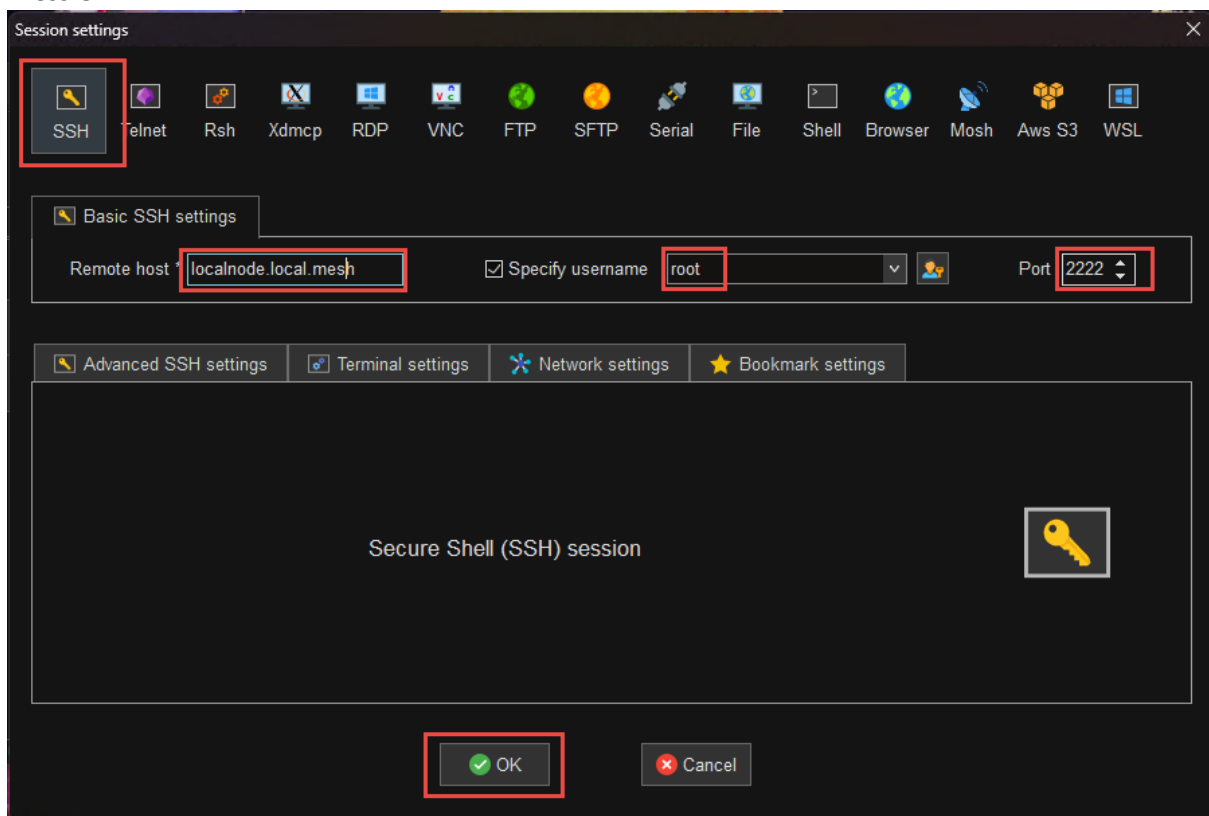 Session settings
SSH Telnet Rsh Xdmcp RDP VNC FTP SFTP Serial File Shell Browser Mosh Aws S3 WSL
Basic SSH settings
Remote host * localnode.local.mesh Specify username root Port 2222
Advanced SSH settings Terminal settings Network settings Bookmark settings
Secure Shell (SSH) session
OK Cancel